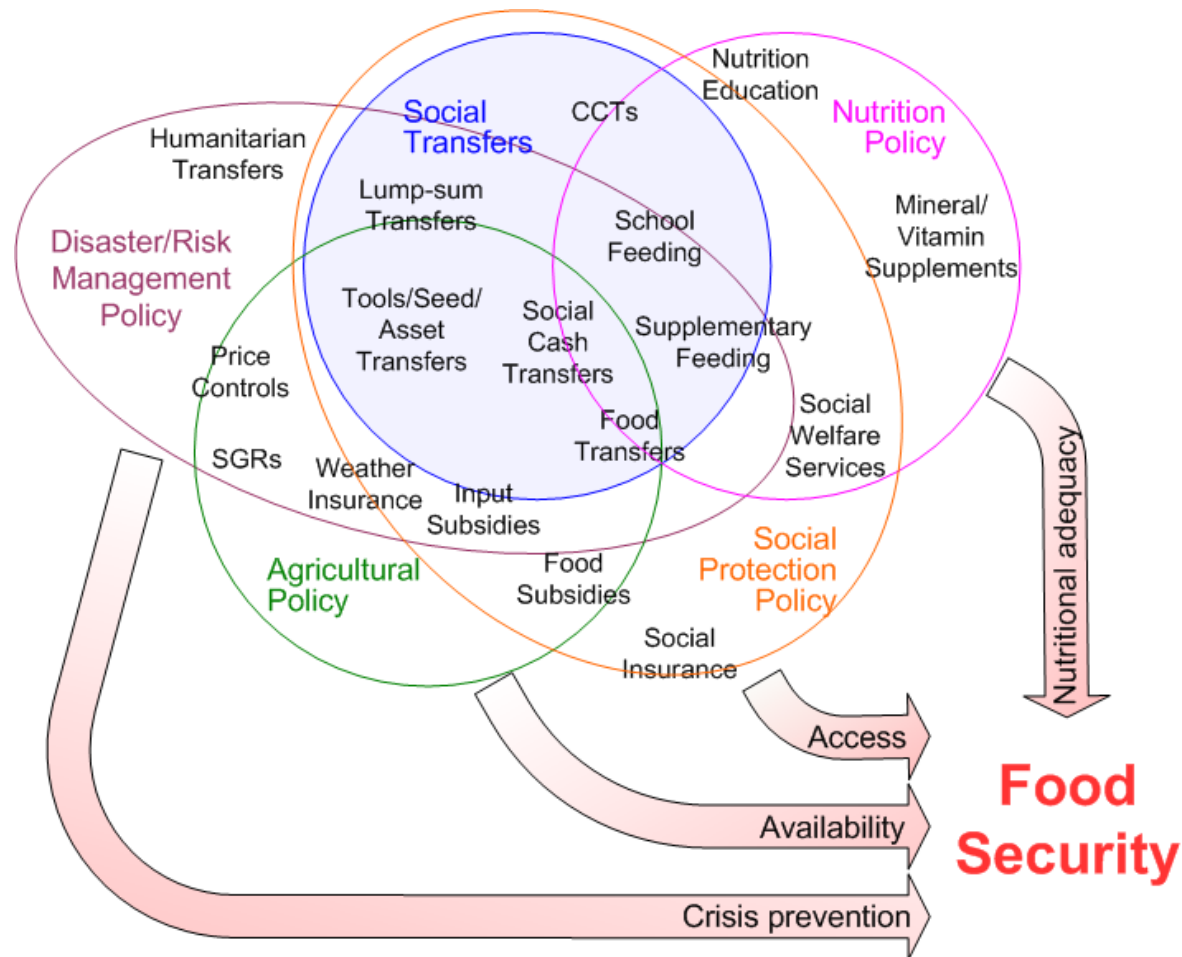 Nutrition
Education
Social
Transfers
CCTs
Nutrition
Policy
Humanitarian
Transfers
Lump-sum
Transfers
School
Feeding
Mineral/
Vitamin
Supplements
Disaster/Risk
Management
Policy
Tools/Seed/
Asset
Transfers
Social
Cash
Transfers
Supplementary
Feeding
Price
Controls
Food
Transfers
Social
Welfare
Services
SGRs
Weather
Insurance
Input
Subsidies
Agricultural
Policy
Food
Subsidies
Social
Protection
Policy
Social
Insurance
Nutritional adequacy
Access
Availability
Crisis prevention
Food
Security